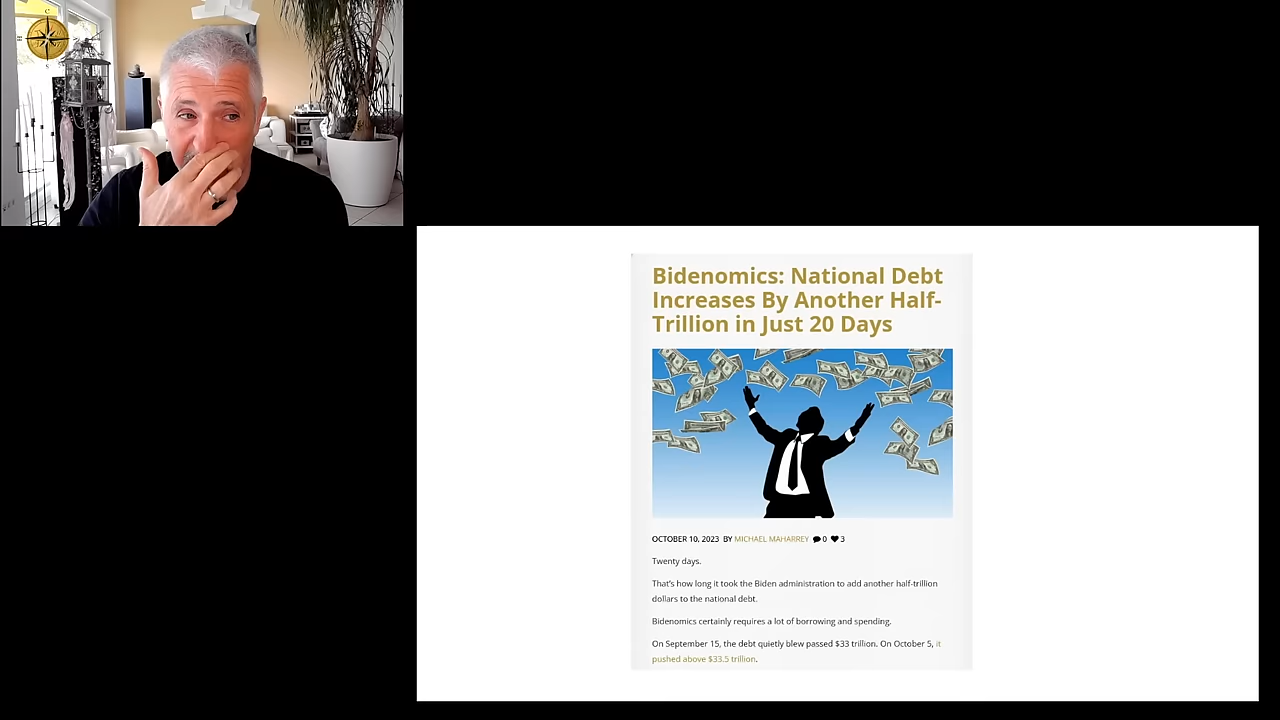 C
S
Bidenomics: National Debt
Increases By Another Half-
Trillion in Just 20 Days
OCTOBER 10, 2023 BY MICHAEL MAHARREY 0 3
Twenty days.
That's how long it took the Biden administration to add another half-trillion
dollars to the national debt.
Bidenomics certainly requires a lot of borrowing and spending.
On September 15, the debt quietly blew passed $33 trillion. On October 5, it
pushed above $33.5 trillion.